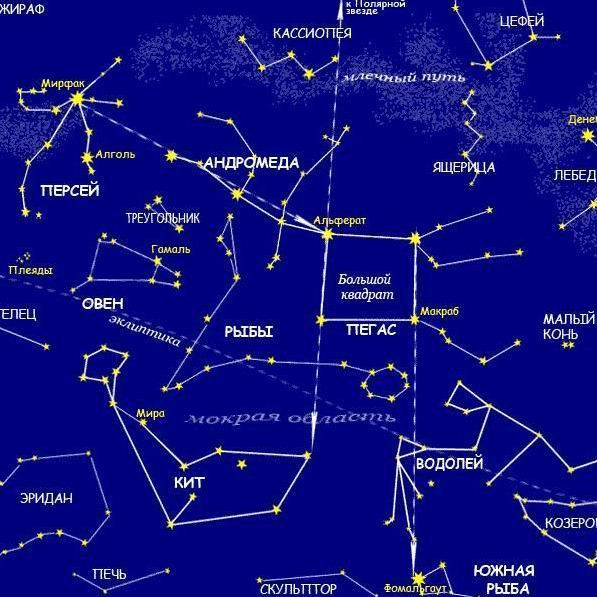 ЖИРАФ
к Полярной
звезде
КАССИОПЕЯ
ЦЕФЕЙ
млечный путь
Мирфак
Денеб
Алголь
АНДРОМЕДА
ЯЩЕРИЦА
ЛЕБЕД
ПЕРСЕЙ
ТРЕУГОЛЬНИК
Альферат
Гамаль
Плеяды
Большой
квадрат
ОВЕН
ТЕЛЕЦ
эклиптика
РЫБЫ
ПЕГАС
Макраб
МАЛЫЙ
КОНЬ
Мира
мокрая область
КИТ
ВОДОЛЕЙ
ЭРИДАН
КОЗЕРО
ПЕЧЬ
СКУЛЬПТОР
Фомальгаут
ЮЖНАЯ
РЫБА